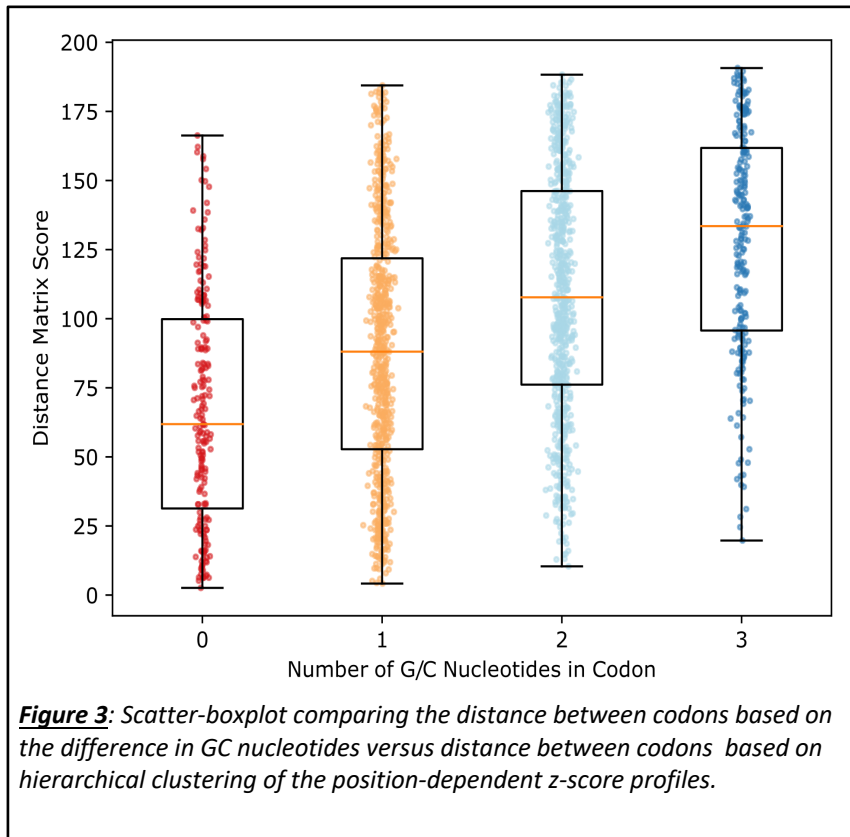 200
175
150
125
100
75
50
25
0
Distance Matrix Score
0 1 2 3
Number of G/C Nucleotides in Codon
Figure 3: Scatter-boxplot comparing the distance between codons based on
the difference in GC nucleotides versus distance between codons based on
hierarchical clustering of the position-dependent z-score profiles.